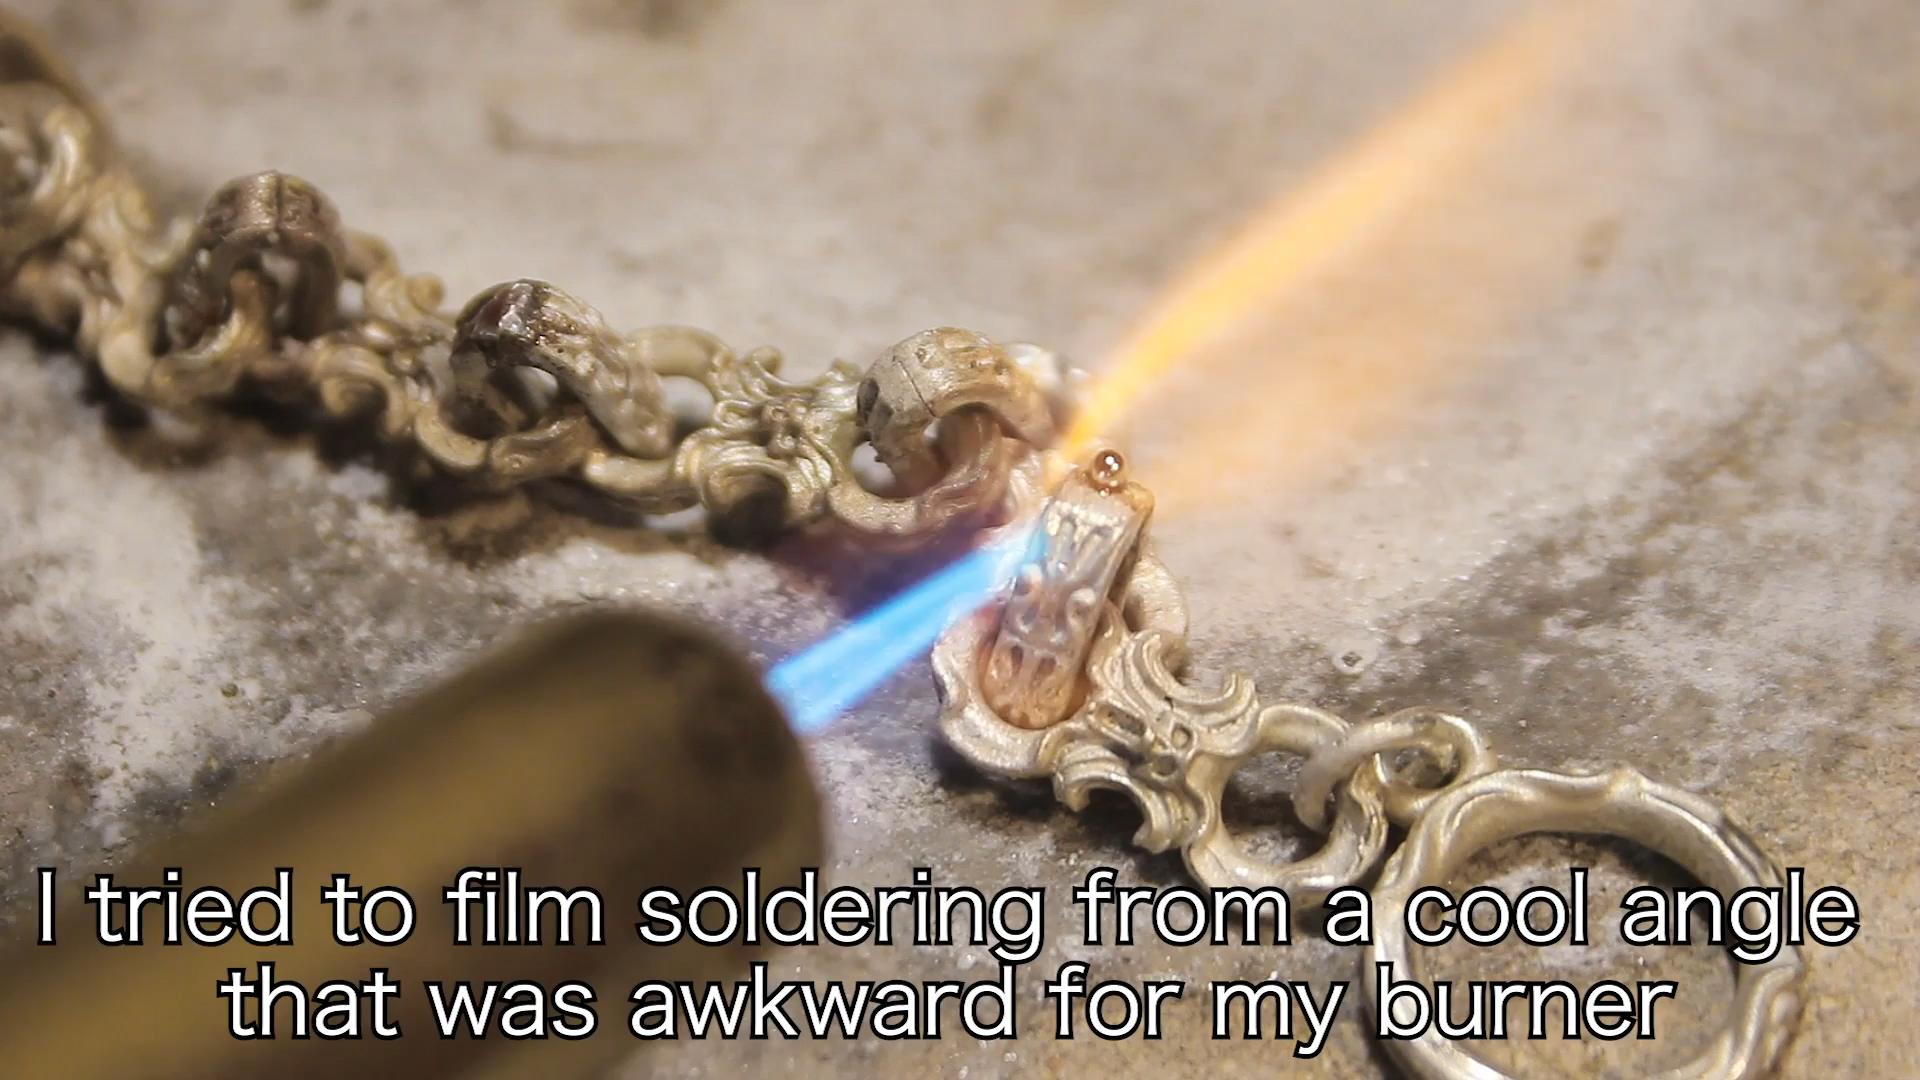 I tried to film soldering from a cool angle
that was awkward for my burner